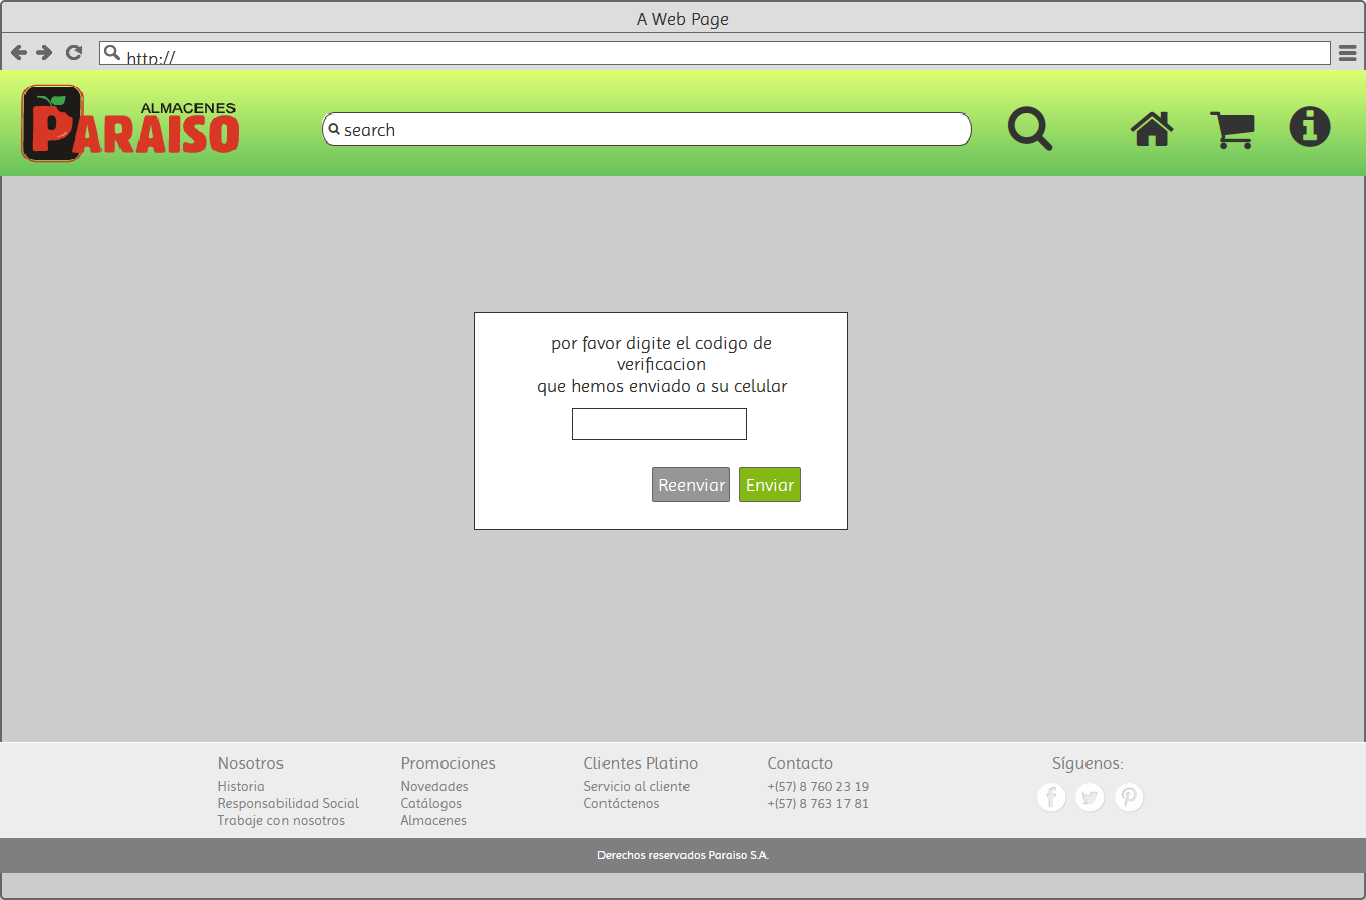 A Web Page
http://
ALMACENES
PARAISO
search
por favor digite el codigo de
verificacion
que hemos enviado a su celular
Reenviar
Enviar
Nosotros
Historia
Responsabilidad Social
Trabaje con nosotros
Promociones
Novedades
Catálogos
Almacenes
Clientes Platino
Servicio al cliente
Contáctenos
Contacto
+(57) 8 760 23 19
+(57) 8 763 17 81
Síguenos:
Derechos reservados Paraiso S.A.